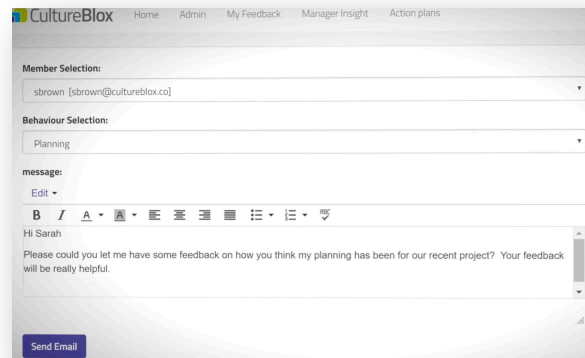 CultureBlox Home Admin My Feedback Manager Insight Action plans
Member Selection:
sbrown [sbrown@cultureblox.co]
Behaviour Selection:
Planning
message:
Edit
B I A A ABC
Hi Sarah
Please could you let me have some feedback on how you think my planning has been for our recent project? Your feedback
will be really helpful.
Send Email